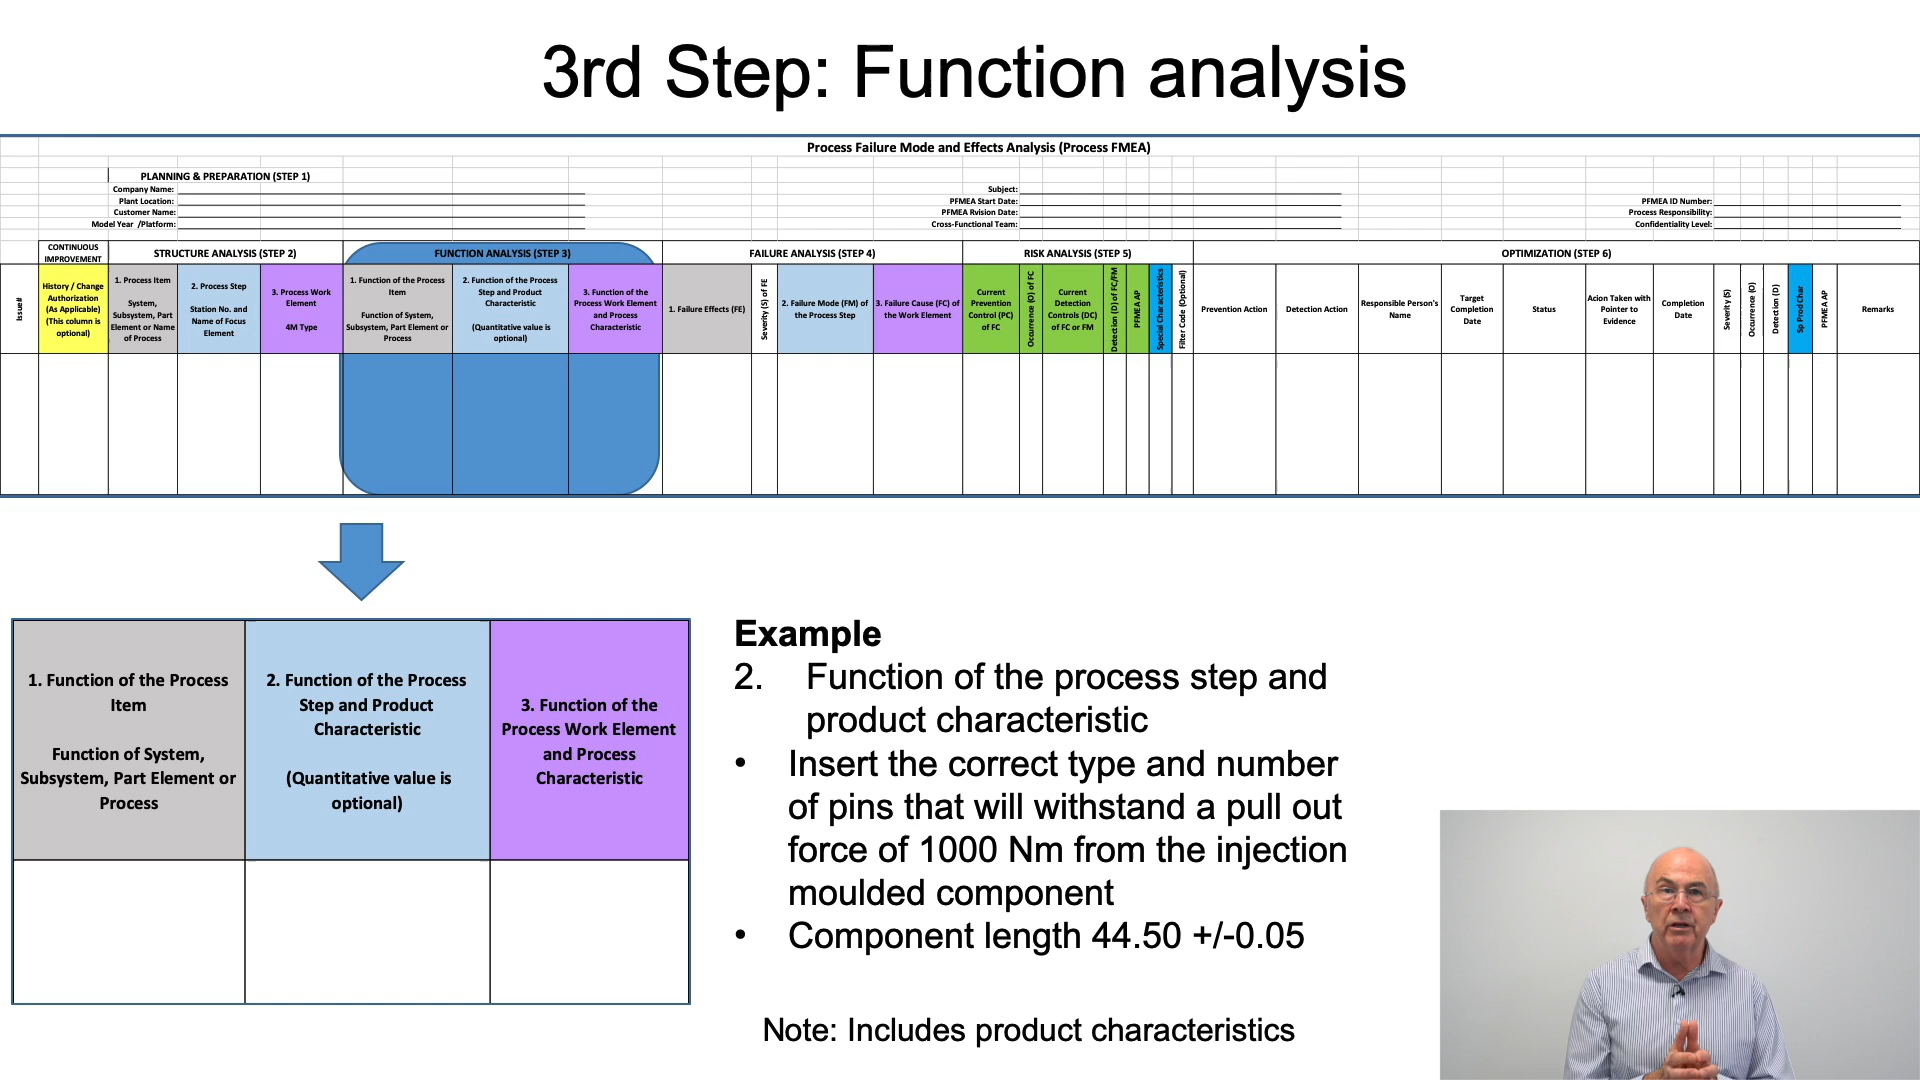 3rd Step: Function analysis
Process Failure Mode and Effects Analysis (Process FMEA)
PLANNING & PREPARATION (STEP 1)
Company Name:
Plant Location:
Customer Name:
Model Year /Platform:
Subject:
PFMEA Start Date:
PFMEA Rvision Date:
Cross-Functional Team:
PFMEA ID Number:
Process Responsibility:
Confidentiality Level:
CONTINUOUS
IMPROVEMENT
STRUCTURE ANALYSIS (STEP 2)
FUNCTION ANALYSIS (STEP 3)
FAILURE ANALYSIS (STEP 4)
RISK ANALYSIS (STEP 5)
OPTIMIZATION (STEP 6)
Issue#
History / Change
Authorization
(As Applicable)
(This column is
optional)
1. Process Item
System,
Subsystem, Part
Element or Name
of Process
2. Process Step
Station No. and
Name of Focus
Element
3. Process Work
Element
4M Type
1. Function of the Process
Item
Function of System,
Subsystem, Part Element or
Process
2. Function of the Process
Step and Product
Characteristic
(Quantitative value is
optional)
3. Function of the
Process Work Element
and Process
Characteristic
1. Failure Effects (FE)
Severity (S) of FE
2. Failure Mode (FM) of
the Process Step
3. Failure Cause (FC) of
the Work Element
Current
Prevention
Control (PC)
of FC
Occurrence (O) of FC
Current
Detection
Controls (DC)
of FC or FM
Detection (D) of FC/FM
PFMEA AP
Special Characteristics
Filter Code (Optional)
Prevention Action
Detection Action
Responsible Person's
Name
Target
Completion
Date
Status
Acion Taken with
Pointer to
Evidence
Completion
Date
Severity (S)
Occurrence (O)
Detection (D)
Sp Prod Char
PFMEA AP
Remarks
1. Function of the Process
Item
Function of System,
Subsystem, Part Element or
Process
2. Function of the Process
Step and Product
Characteristic
(Quantitative value is
optional)
3. Function of the
Process Work Element
and Process
Characteristic
Example
2. Function of the process step and
product characteristic
• Insert the correct type and number
of pins that will withstand a pull out
force of 1000 Nm from the injection
moulded component
• Component length 44.50 +/-0.05
Note: Includes product characteristics